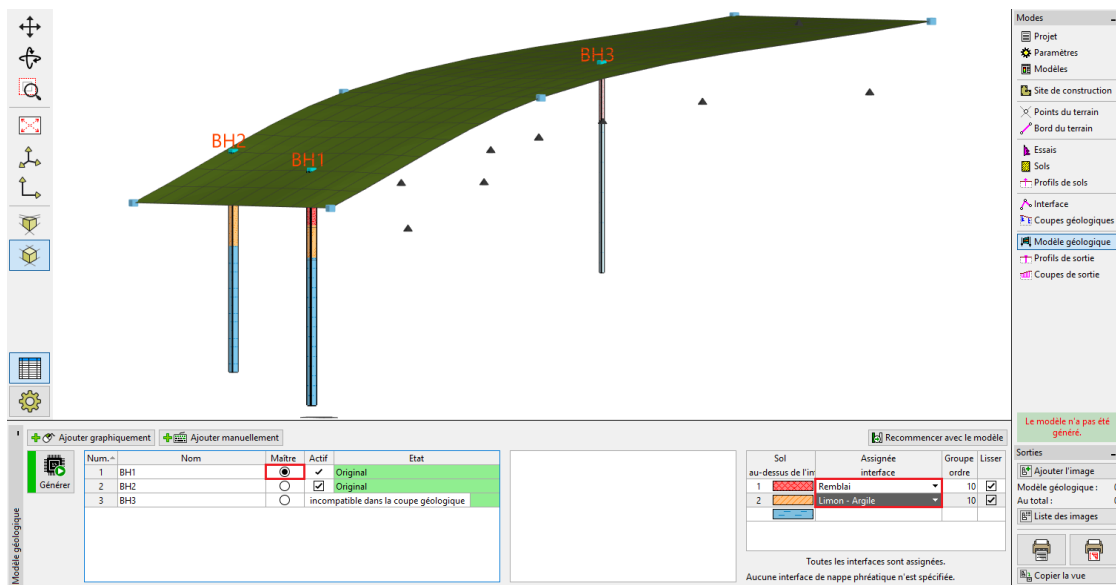 BH3
BH2
BH1
Modes
Projet
Paramètres
Modèles
Site de construction
Points du terrain
Bord du terrain
Essais
Sols
Profils de sols
Interface
Coupes géologiques
Modèle géologique
Profils de sortie
Coupes de sortie
Le modèle n'a pas été
généré.
Sorties
Ajouter l'image
Modèle géologique :
Au total :
Liste des images
Copier la vue
Modèle géologique
Ajouter graphiquement Ajouter manuellement
Recommencer avec le modèle
Générer
Num. Nom Maître Actif Etat
1 BH1 Original
2 BH2 Original
3 BH3 incompatible dans la coupe géologique
Sol Assignée Groupe Lisser
au-dessus de l'in interface ordre
1 Remblai 10
2 Limon - Argile 10
Toutes les interfaces sont assignées.
Aucune interface de nappe phréatique n'est spécifiée.